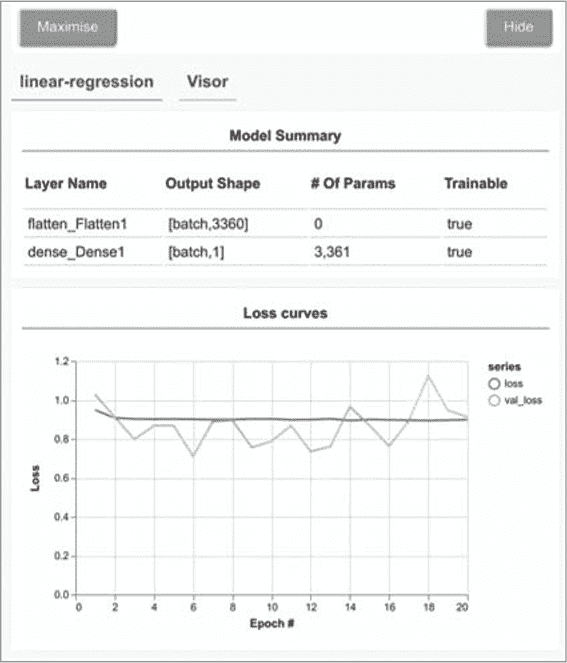 Maximise Hide
linear-regression Visor
Model Summary
Layer Name Output Shape # Of Params Trainable
flatten_Flatten1 [batch,3360] 0 true
dense_Dense1 [batch,1] 3,361 true
Loss curves
1.2
1.0
0.8
0.6
0.4
0.2
0.0
Loss
0 2 4 6 8 10 12 14 16 18 20
Epoch #
series
loss
val_loss